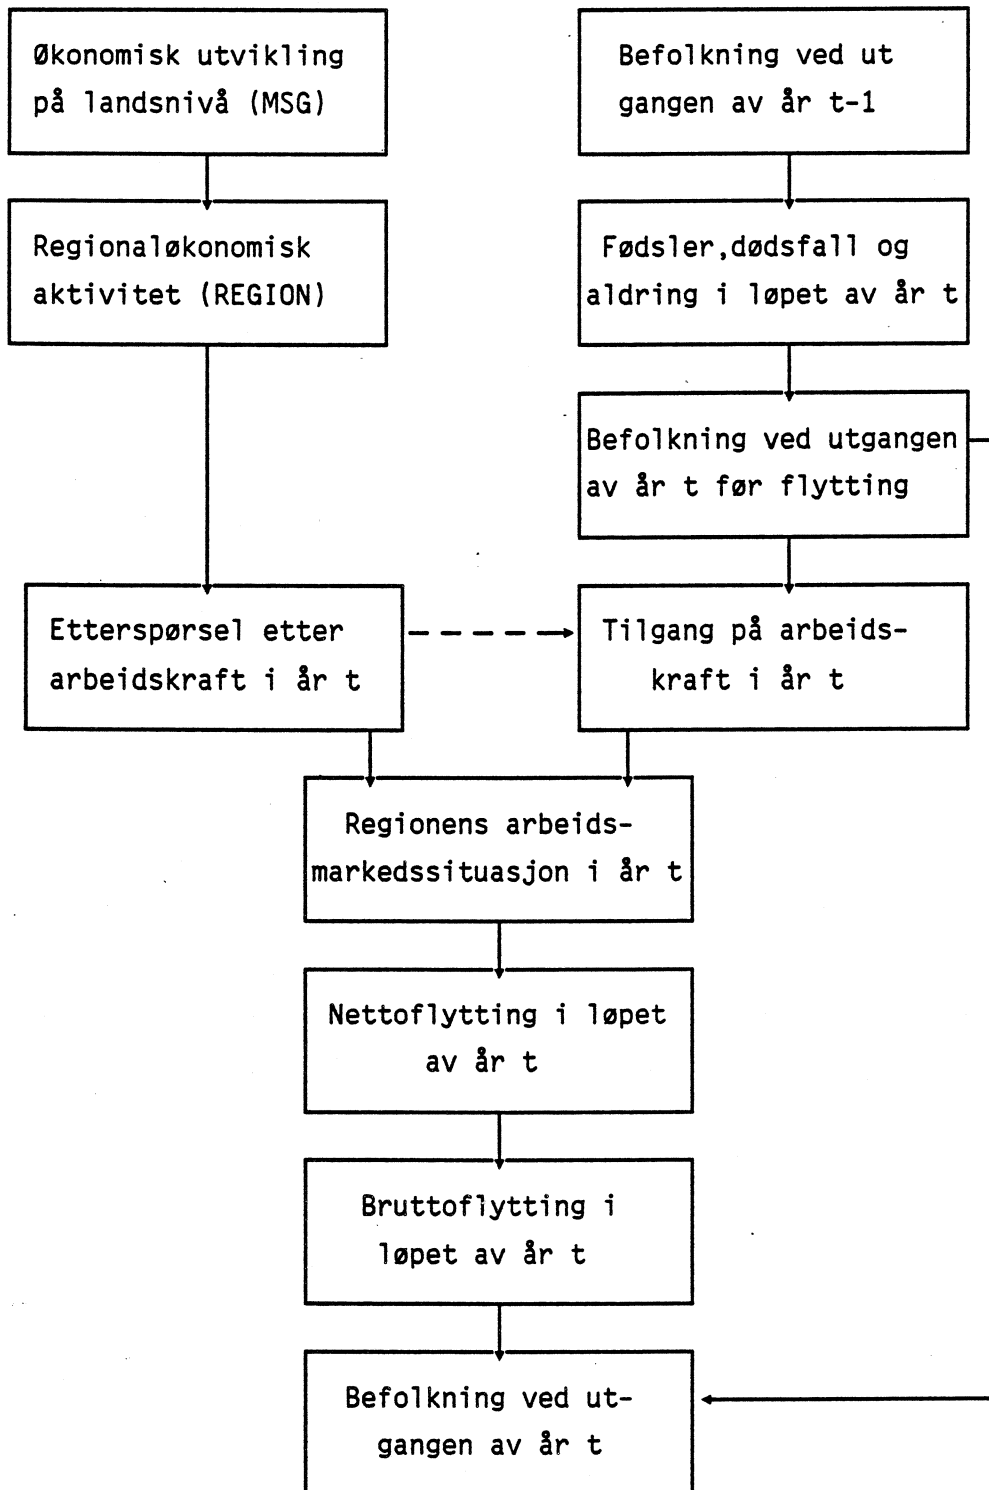 Økonomisk utvikling
på landsnivå (MSG)
Befolkning ved ut
gangen av år t-1
Regionaløkonomisk
aktivitet (REGION)
Fødsler,dødsfall og
aldring i løpet av år t
Befolkning ved utgangen
av år t før flytting
Etterspørsel etter
arbeidskraft i år t
Tilgang på arbeids-
kraft i år t
Regionens arbeids-
markedssituasjon i år t
Nettoflytting i løpet
av år t
Bruttoflytting i
løpet av år t
Befolkning ved ut-
gangen av år t